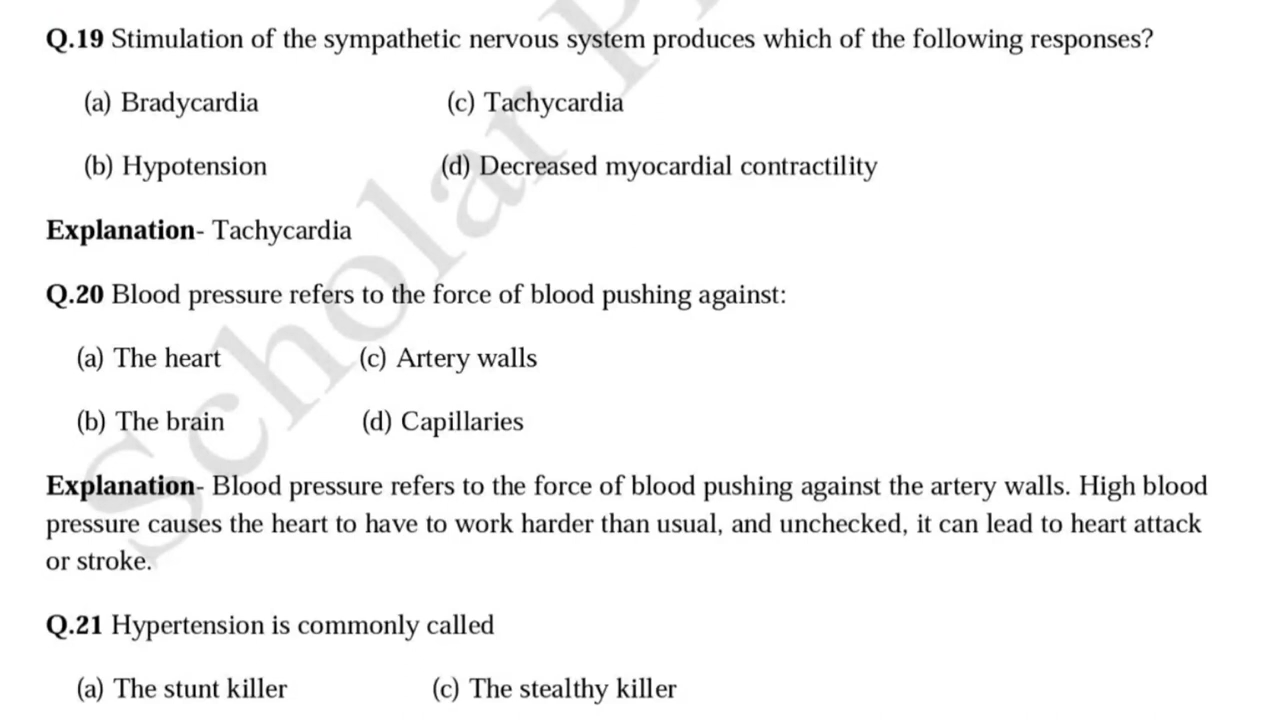 Q.19 Stimulation of the sympathetic nervous system produces which of the following responses?
(a) Bradycardia (c) Tachycardia
(b) Hypotension (d) Decreased myocardial contractility
Explanation- Tachycardia
Q.20 Blood pressure refers to the force of blood pushing against:
(a) The heart (c) Artery walls
(b) The brain (d) Capillaries
Explanation- Blood pressure refers to the force of blood pushing against the artery walls. High blood
pressure causes the heart to have to work harder than usual, and unchecked, it can lead to heart attack
or stroke.
Q.21 Hypertension is commonly called
(a) The stunt killer (c) The stealthy killer
Scholar P